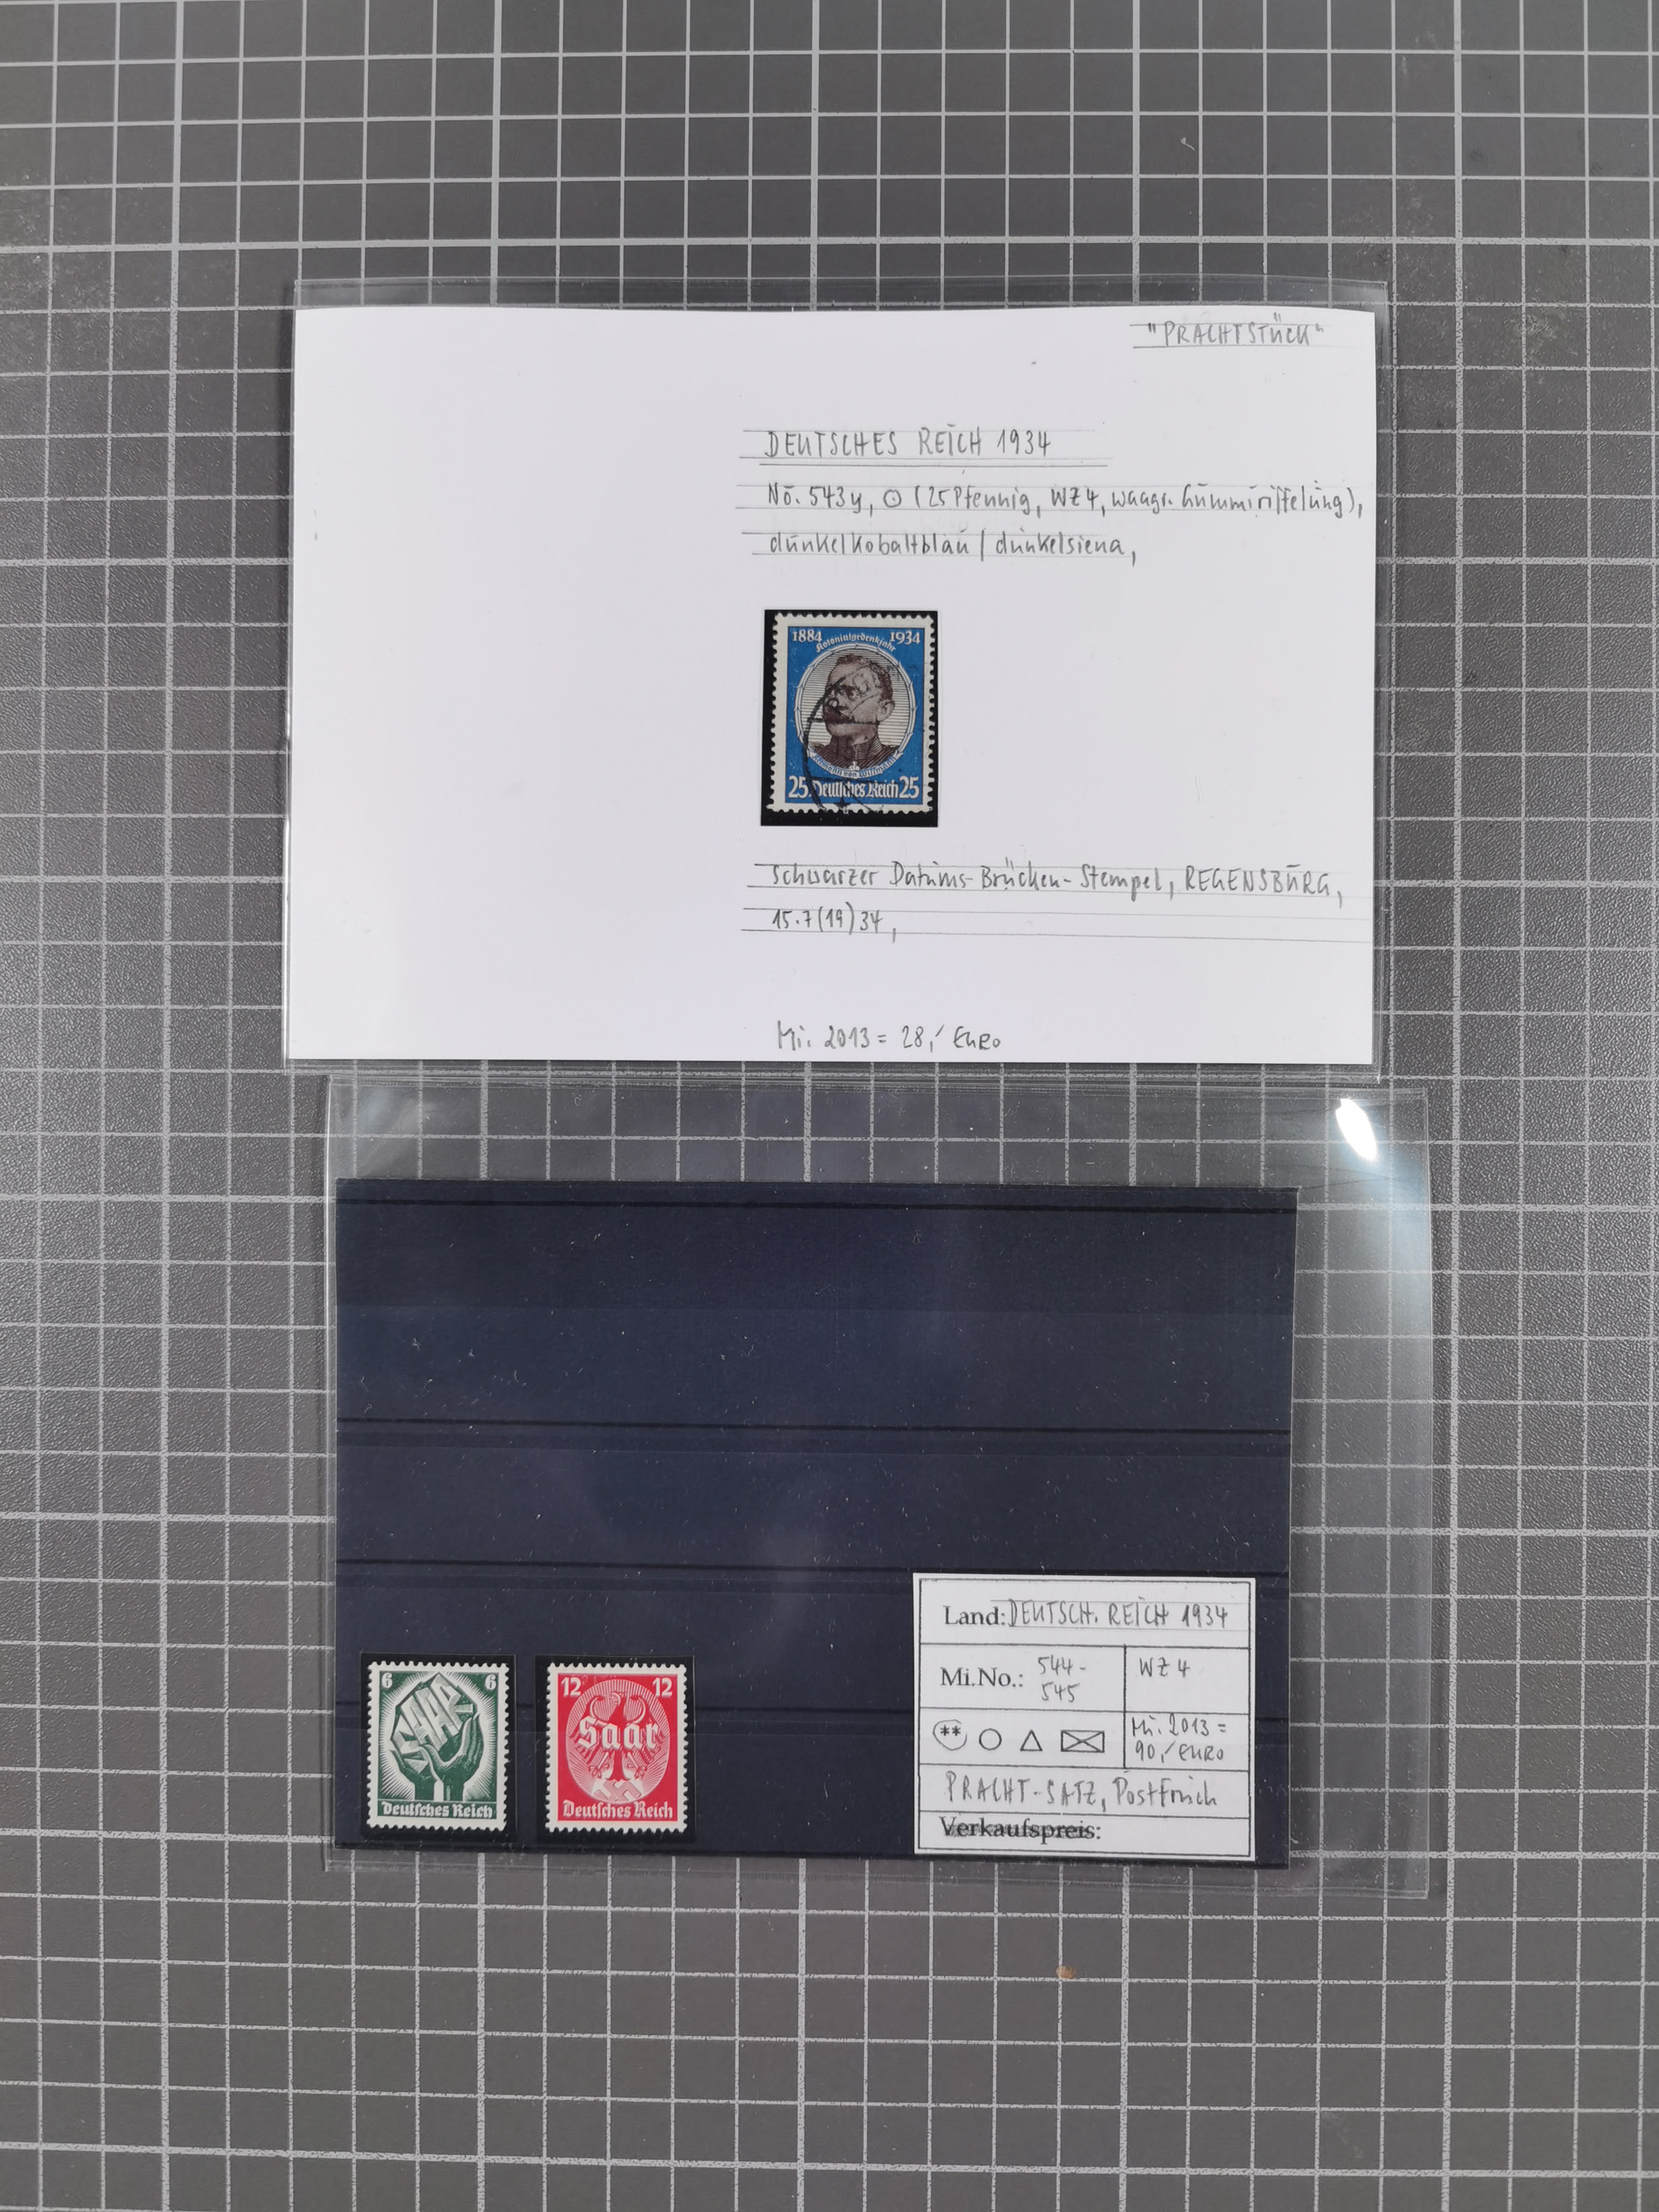 "PRACHTSTÜCK"
DEUTSCHES REICH 1934
No. 543y, ⊙ (25 Pfennig, WZ 4, waagr. Gummiriffelung),
dunkelkobaltblau / dunkelsiena,
1884 1934
Kolonialgedenkjahr
Hermann von Wissmann
25 Deutsches Reich 25
Schwarzer Datums-Brücken-Stempel, REGENSBURG,
15.7(19)34,
Mi. 2013 = 28,- EURO
6 6
SAAR
Deutsches Reich
12 12
Saar
Deutsches Reich
Land: DEUTSCH. REICH 1934
Mi.No.: 544-
545
WZ 4
**
Mi. 2013 =
90,- EURO
PRACHT-SATZ, Postfrisch
Verkaufspreis: